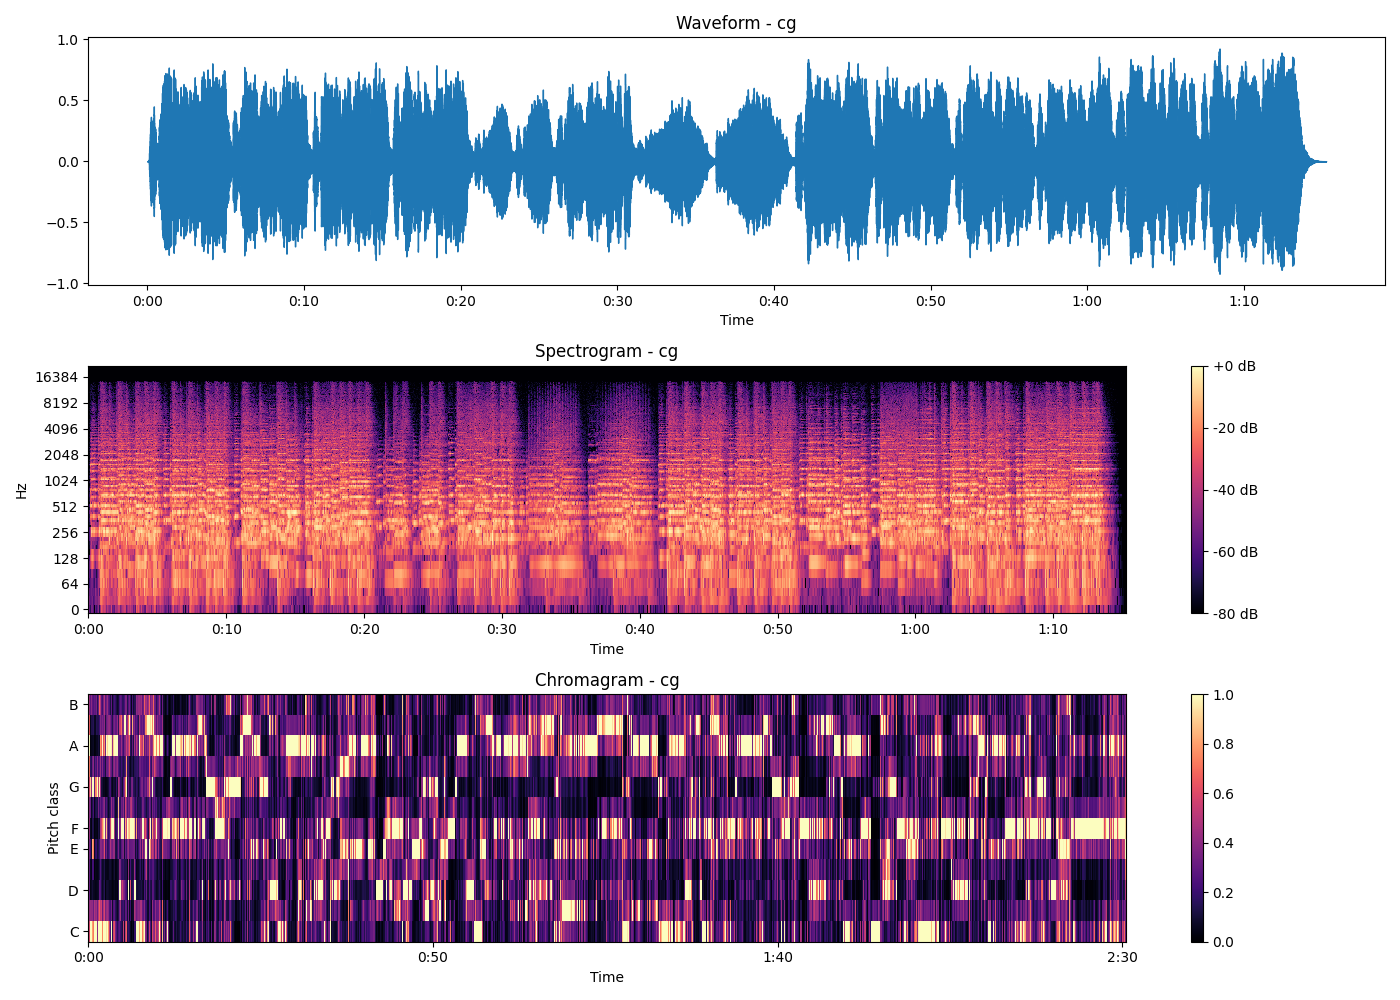 Waveform - cg
1.0
0.5
0.0
−0.5
−1.0
0:00 0:10 0:20 0:30 0:40 0:50 1:00 1:10
Time
Spectrogram - cg
Hz
16384
8192
4096
2048
1024
512
256
128
64
0
0:00 0:10 0:20 0:30 0:40 0:50 1:00 1:10
Time
+0 dB
-20 dB
-40 dB
-60 dB
-80 dB
Chromagram - cg
Pitch class
B
A
G
F
E
D
C
0:00 0:50 1:40 2:30
Time
1.0
0.8
0.6
0.4
0.2
0.0